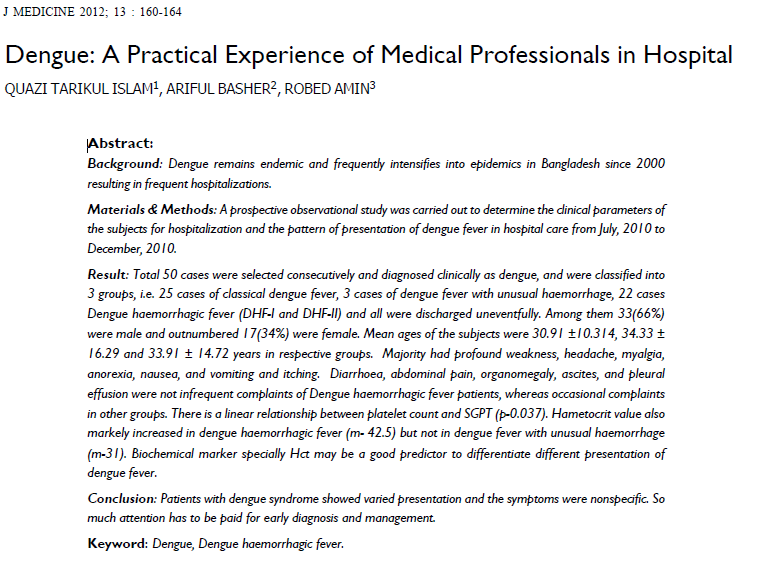 J MEDICINE 2012; 13 : 160-164
Dengue: A Practical Experience of Medical Professionals in Hospital
QUAZI TARIKUL ISLAM1, ARIFUL BASHER2, ROBED AMIN3
Abstract:
Background: Dengue remains endemic and frequently intensifies into epidemics in Bangladesh since 2000
resulting in frequent hospitalizations.
Materials & Methods: A prospective observational study was carried out to determine the clinical parameters of
the subjects for hospitalization and the pattern of presentation of dengue fever in hospital care from July, 2010 to
December, 2010.
Result: Total 50 cases were selected consecutively and diagnosed clinically as dengue, and were classified into
3 groups, i.e. 25 cases of classical dengue fever, 3 cases of dengue fever with unusual haemorrhage, 22 cases
Dengue haemorrhagic fever (DHF-I and DHF-II) and all were discharged uneventfully. Among them 33(66%)
were male and outnumbered 17(34%) were female. Mean ages of the subjects were 30.91 ±10.314, 34.33 ±
16.29 and 33.91 ± 14.72 years in respective groups. Majority had profound weakness, headache, myalgia,
anorexia, nausea, and vomiting and itching. Diarrhoea, abdominal pain, organomegaly, ascites, and pleural
effusion were not infrequent complaints of Dengue haemorrhagic fever patients, whereas occasional complaints
in other groups. There is a linear relationship between platelet count and SGPT (p-0.037). Hametocrit value also
markely increased in dengue haemorrhagic fever (m- 42.5) but not in dengue fever with unusual haemorrhage
(m-31). Biochemical marker specially Hct may be a good predictor to differentiate different presentation of
dengue fever.
Conclusion: Patients with dengue syndrome showed varied presentation and the symptoms were nonspecific. So
much attention has to be paid for early diagnosis and management.
Keyword: Dengue, Dengue haemorrhagic fever.